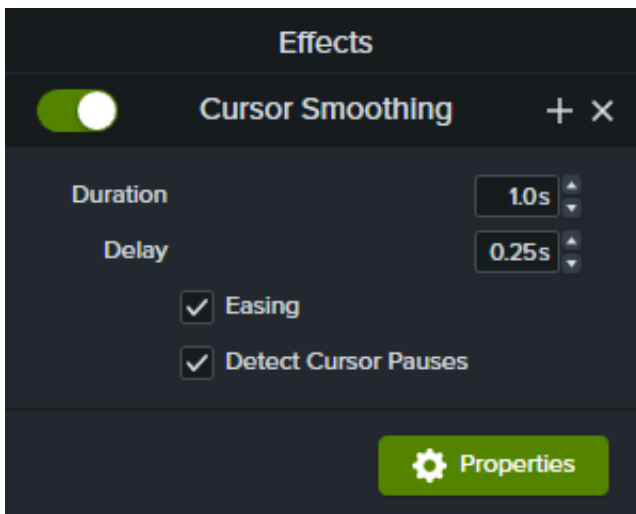 Effects
Cursor Smoothing
Duration 1.0s
Delay 0.25s
Easing
Detect Cursor Pauses
Properties